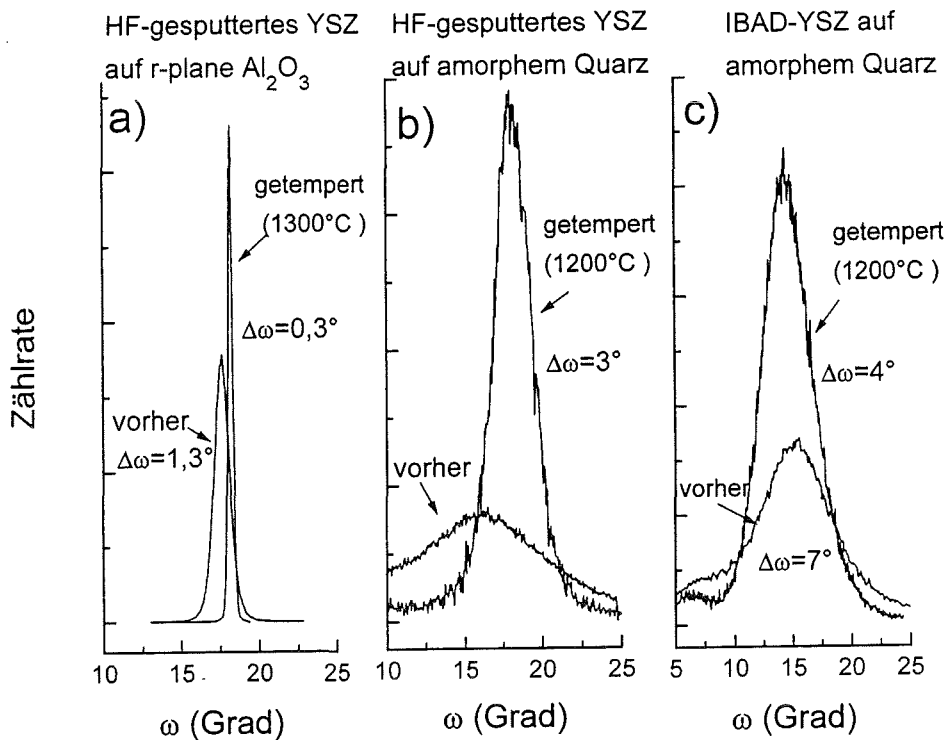 HF-gesputtertes YSZ
auf r-plane Al₂O₃
a)
getempert
(1300°C )
Δω=0,3°
vorher
Δω=1,3°
10 15 20 25
ω (Grad)
HF-gesputtertes YSZ
auf amorphem Quarz
b)
getempert
(1200°C )
Δω=3°
vorher
10 15 20 25
ω (Grad)
IBAD-YSZ auf
amorphem Quarz
c)
getempert
(1200°C )
Δω=4°
vorher
Δω=7°
5 10 15 20 25
ω (Grad)
Zählrate